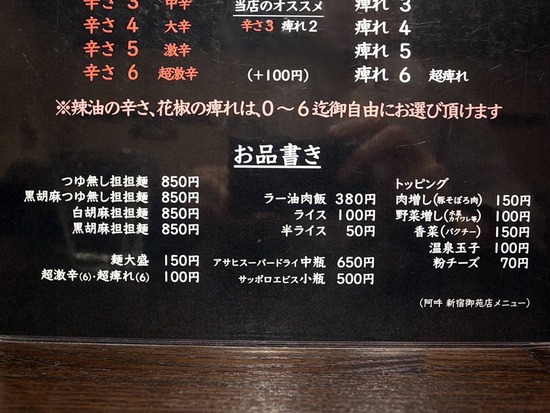 辛さ 3 中辛
辛さ 4 大辛
辛さ 5 激辛
辛さ 6 超激辛
当店のオススメ
辛さ3 痺れ2
(+100円)
痺れ 3
痺れ 4
痺れ 5
痺れ 6 超痺れ
※辣油の辛さ、花椒の痺れは、0～6迄御自由にお選び頂けます
お品書き
つゆ無し担担麺 850円
黒胡麻つゆ無し担担麺 850円
白胡麻担担麺 850円
黒胡麻担担麺 850円
麺大盛 150円
超激辛(6)・超痺れ(6) 100円
ラー油肉飯 380円
ライス 100円
半ライス 50円
アサヒスーパードライ中瓶 650円
サッポロエビス小瓶 500円
トッピング
肉増し(豚そぼろ肉) 150円
野菜増し(水菜カイワレ等) 100円
香菜(パクチー) 150円
温泉玉子 100円
粉チーズ 70円
(阿吽 新宿御苑店メニュー)